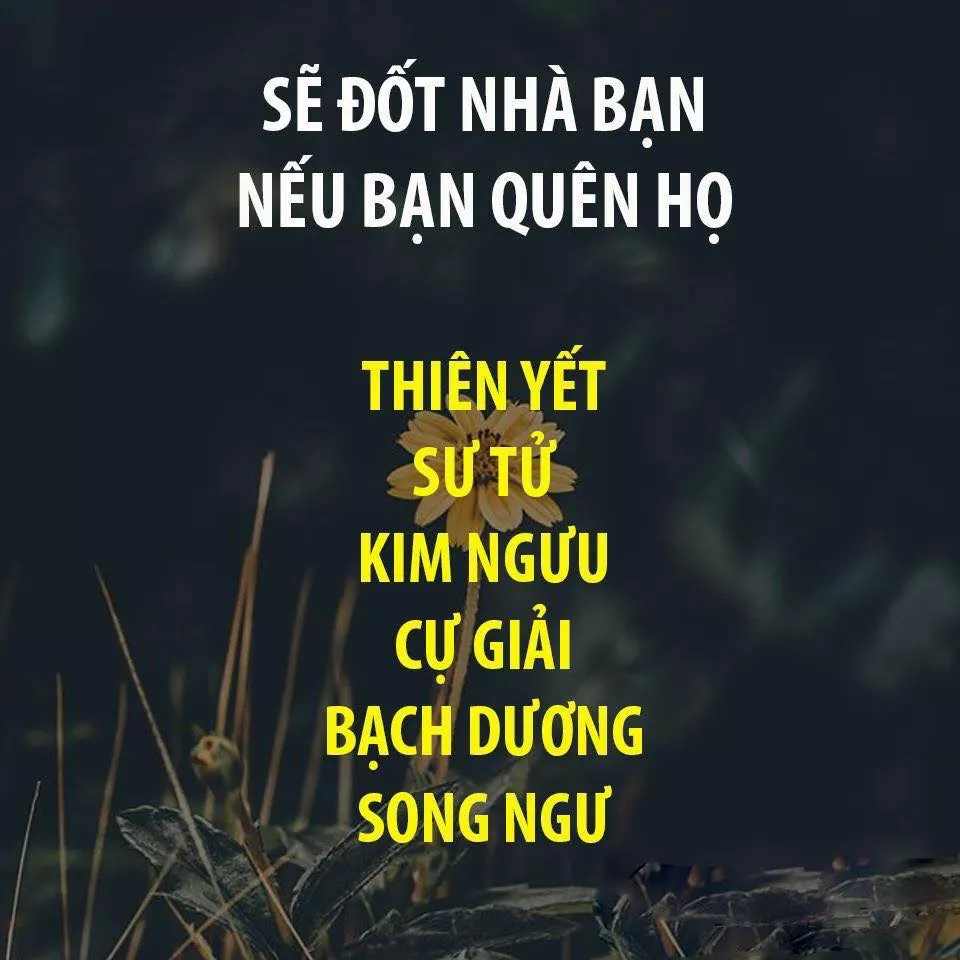 SẼ ĐỐT NHÀ BẠN
NẾU BẠN QUÊN HỌ
THIÊN YẾT
SƯ TỬ
KIM NGƯU
CỰ GIẢI
BẠCH DƯƠNG
SONG NGƯ